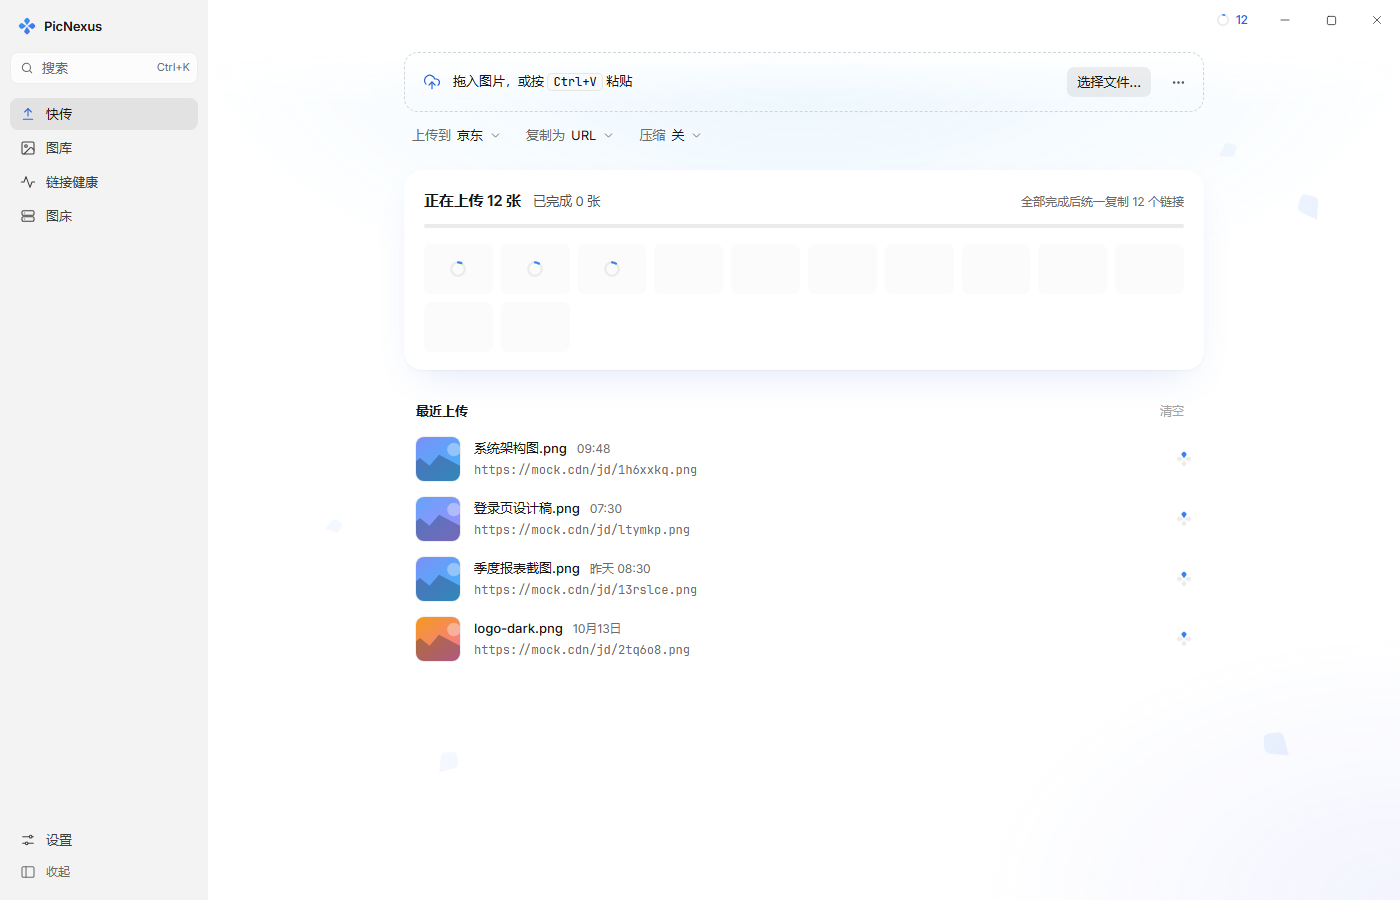 PicNexus
12
搜索 Ctrl+K
快传
图库
链接健康
图床
拖入图片，或按 Ctrl+V 粘贴
选择文件...
上传到 京东 复制为 URL 压缩 关
正在上传 12 张 已完成 0 张
全部完成后统一复制 12 个链接
最近上传
清空
系统架构图.png 09:48
https://mock.cdn/jd/1h6xxkq.png
登录页设计稿.png 07:30
https://mock.cdn/jd/ltymkp.png
季度报表截图.png 昨天 08:30
https://mock.cdn/jd/13rslce.png
logo-dark.png 10月13日
https://mock.cdn/jd/2tq6o8.png
设置
收起